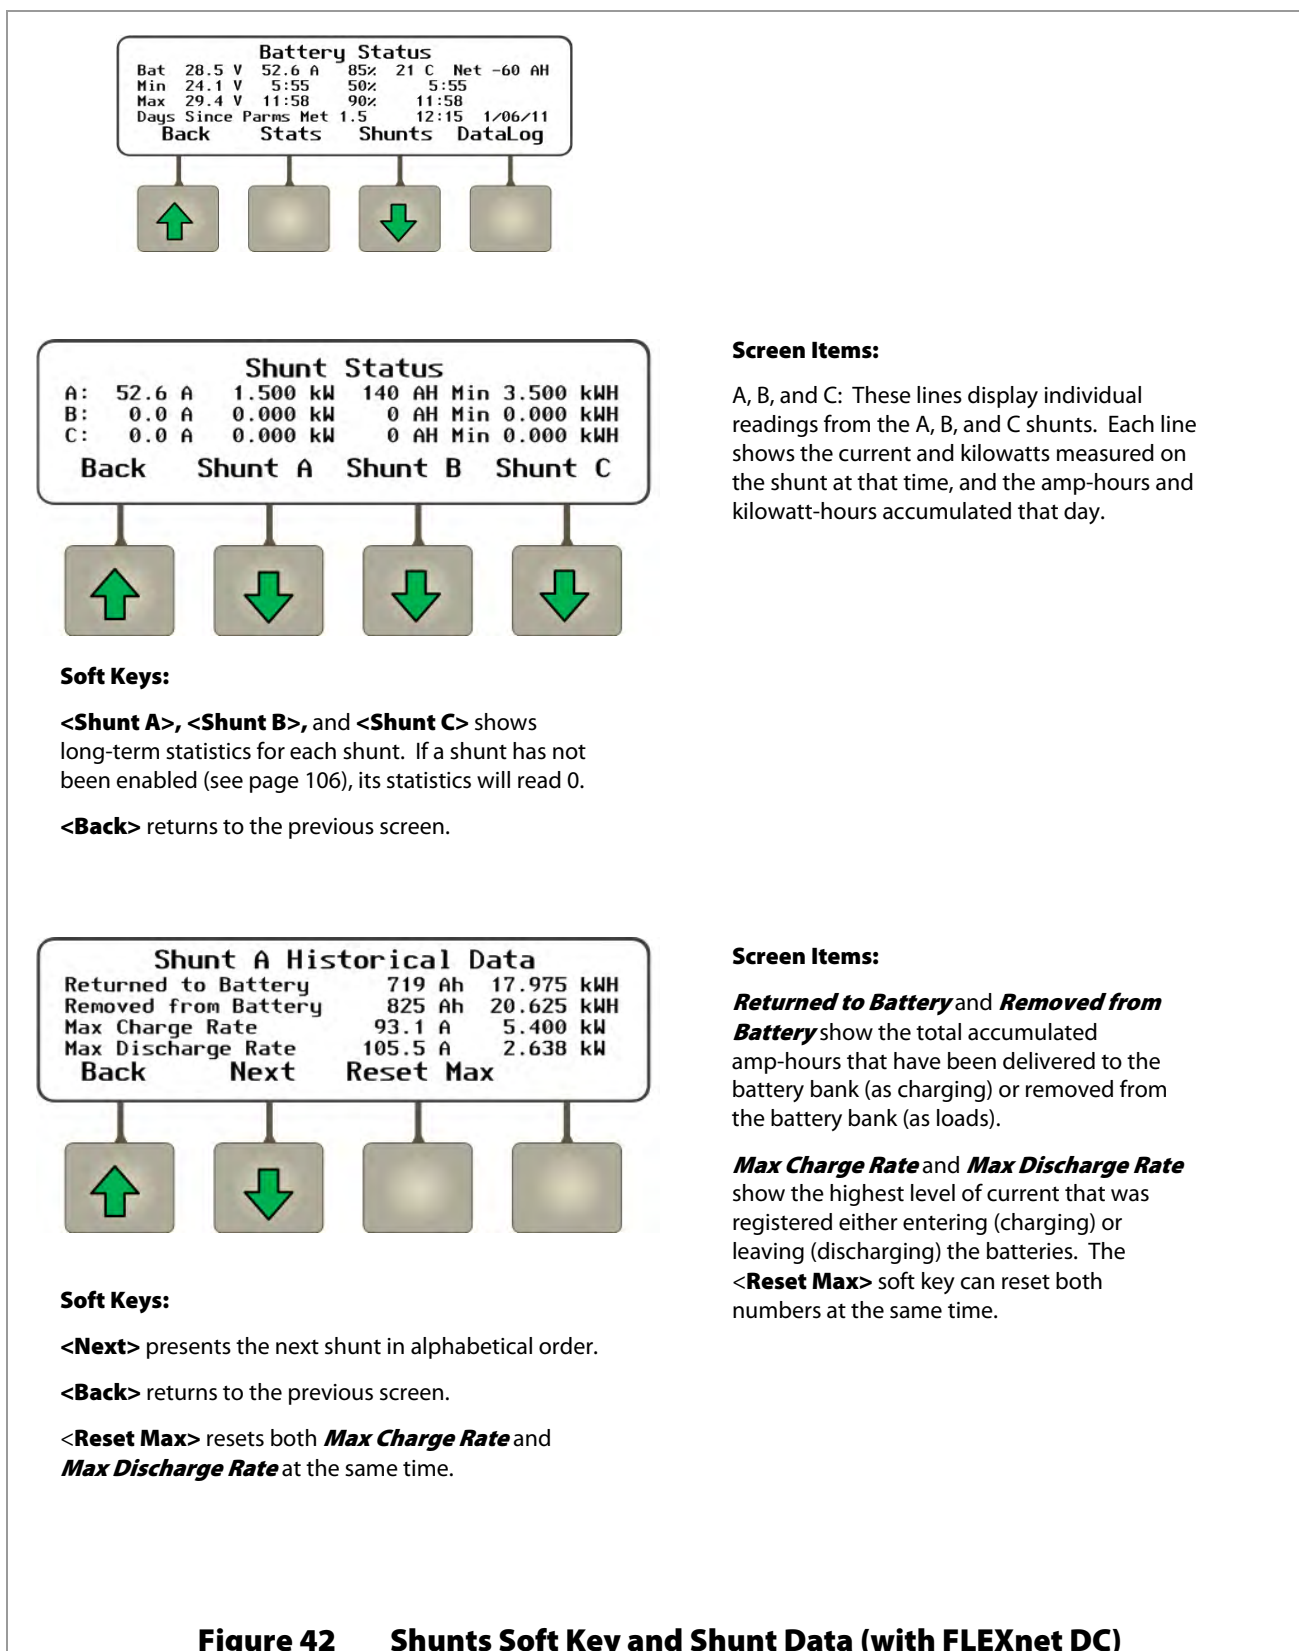 Battery Status
Bat 28.5 V 52.6 A 85% 21 C Net -60 AH
Min 24.1 V 5:55 50% 5:55
Max 29.4 V 11:58 90% 11:58
Days Since Parms Met 1.5 12:15 1/06/11
Back Stats Shunts DataLog
Shunt Status
A: 52.6 A 1.500 kW 140 AH Min 3.500 kWH
B: 0.0 A 0.000 kW 0 AH Min 0.000 kWH
C: 0.0 A 0.000 kW 0 AH Min 0.000 kWH
Back Shunt A Shunt B Shunt C
Screen Items:
A, B, and C: These lines display individual
readings from the A, B, and C shunts. Each line
shows the current and kilowatts measured on
the shunt at that time, and the amp-hours and
kilowatt-hours accumulated that day.
Soft Keys:
<Shunt A>, <Shunt B>, and <Shunt C> shows
long-term statistics for each shunt. If a shunt has not
been enabled (see page 106), its statistics will read 0.
<Back> returns to the previous screen.
Shunt A Historical Data
Returned to Battery 719 Ah 17.975 kWH
Removed from Battery 825 Ah 20.625 kWH
Max Charge Rate 93.1 A 5.400 kW
Max Discharge Rate 105.5 A 2.638 kW
Back Next Reset Max
Screen Items:
Returned to Battery and Removed from
Battery show the total accumulated
amp-hours that have been delivered to the
battery bank (as charging) or removed from
the battery bank (as loads).
Max Charge Rate and Max Discharge Rate
show the highest level of current that was
registered either entering (charging) or
leaving (discharging) the batteries. The
<Reset Max> soft key can reset both
numbers at the same time.
Soft Keys:
<Next> presents the next shunt in alphabetical order.
<Back> returns to the previous screen.
<Reset Max> resets both Max Charge Rate and
Max Discharge Rate at the same time.
Figure 42 Shunts Soft Key and Shunt Data (with FLEXnet DC)